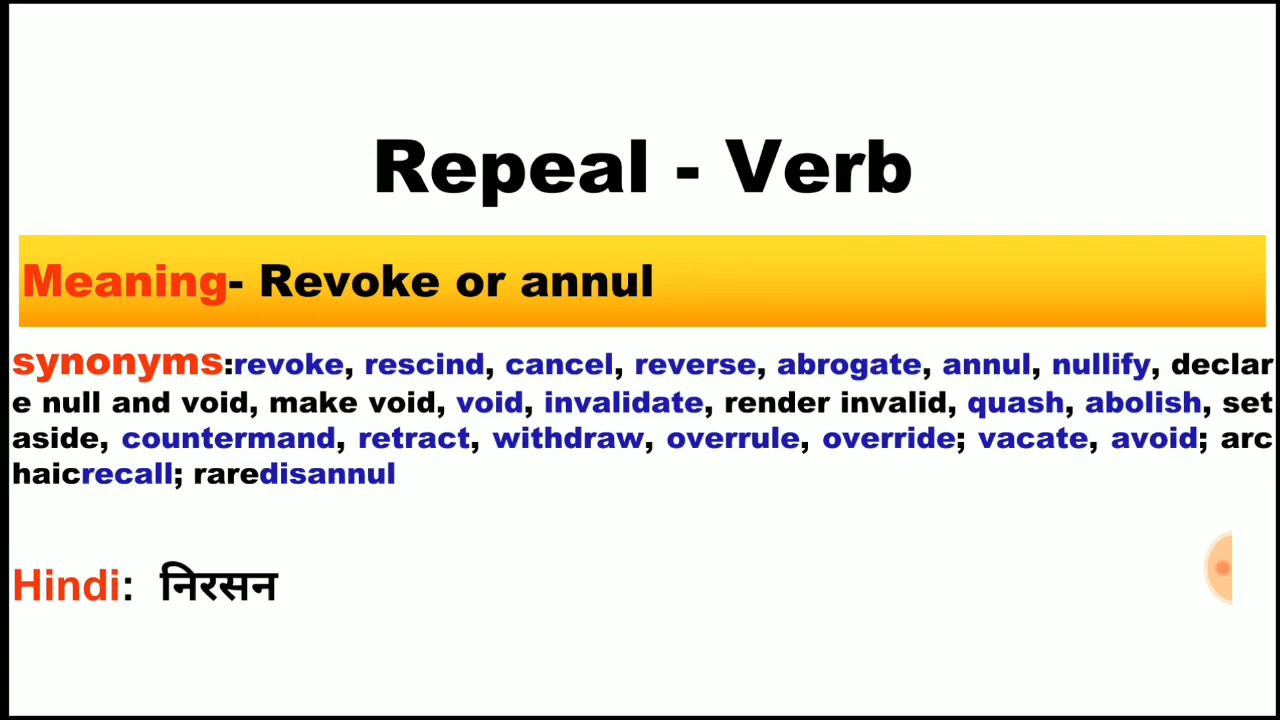 Repeal - Verb
Meaning- Revoke or annul
synonyms:revoke, rescind, cancel, reverse, abrogate, annul, nullify, declar
e null and void, make void, void, invalidate, render invalid, quash, abolish, set
aside, countermand, retract, withdraw, overrule, override; vacate, avoid; arc
haicrecall; raredisannul
Hindi: निरसन